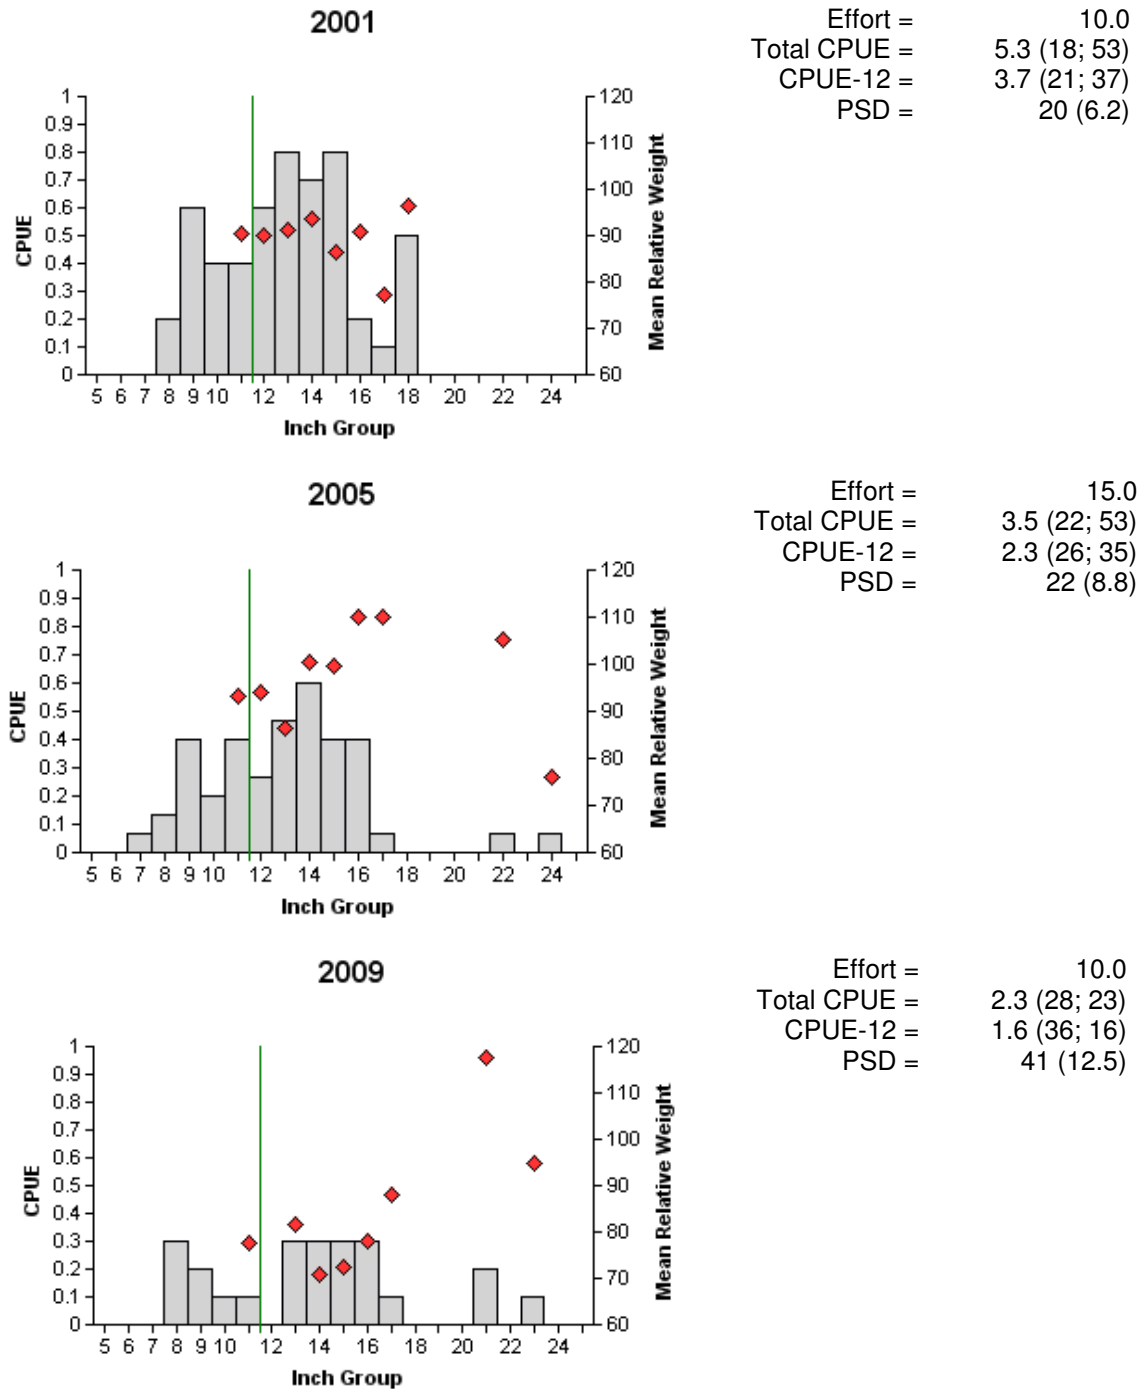 2001
Effort = 10.0
Total CPUE = 5.3 (18; 53)
CPUE-12 = 3.7 (21; 37)
PSD = 20 (6.2)
1 120
0.9
0.8 110
0.7
0.6 100
0.5 90
0.4
0.3 80
0.2 70
0.1
0 60
CPUE
Mean Relative Weight
5 6 7 8 9 10 12 14 16 18 20 22 24
Inch Group
2005
Effort = 15.0
Total CPUE = 3.5 (22; 53)
CPUE-12 = 2.3 (26; 35)
PSD = 22 (8.8)
1 120
0.9
0.8 110
0.7
0.6 100
0.5 90
0.4
0.3 80
0.2 70
0.1
0 60
CPUE
Mean Relative Weight
5 6 7 8 9 10 12 14 16 18 20 22 24
Inch Group
2009
Effort = 10.0
Total CPUE = 2.3 (28; 23)
CPUE-12 = 1.6 (36; 16)
PSD = 41 (12.5)
1 120
0.9
0.8 110
0.7
0.6 100
0.5 90
0.4
0.3 80
0.2 70
0.1
0 60
CPUE
Mean Relative Weight
5 6 7 8 9 10 12 14 16 18 20 22 24
Inch Group